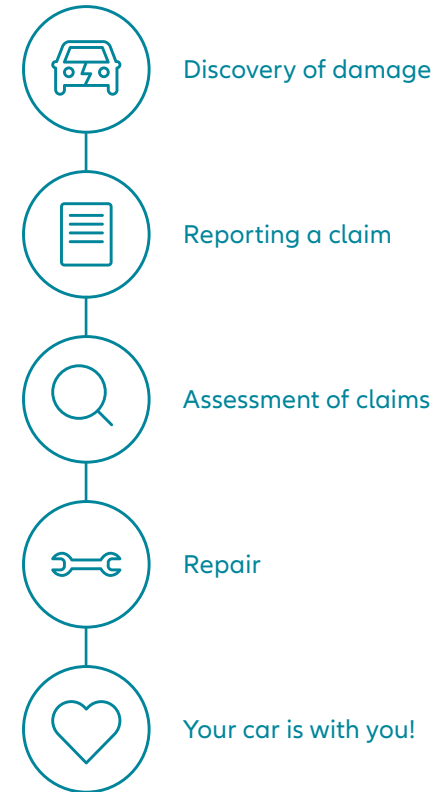 Discovery of damage
Reporting a claim
Assessment of claims
Repair
Your car is with you!